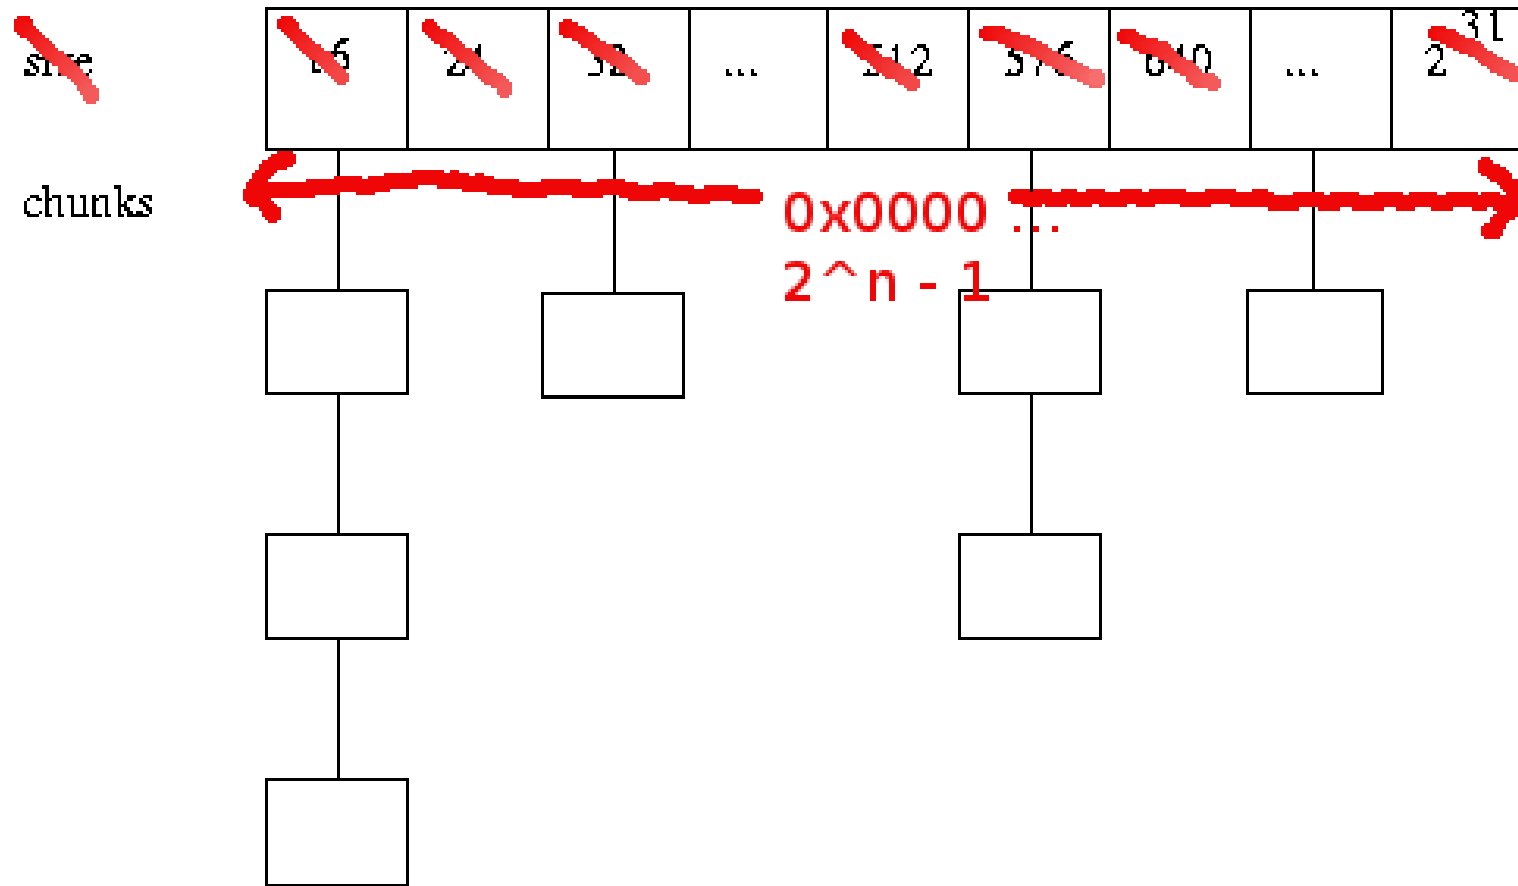 size 16 24 32 ... 512 576 640 ... 2 31
chunks
0x0000 ...
2^n - 1